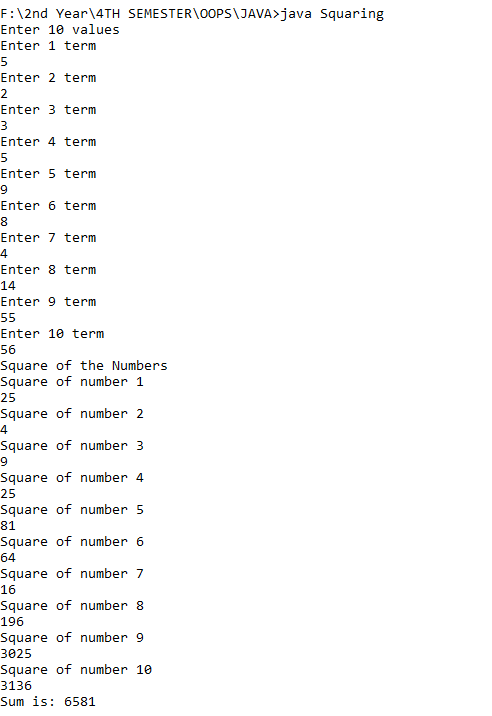 F:\2nd Year\4TH SEMESTER\OOPS\JAVA>java Squaring
Enter 10 values
Enter 1 term
5
Enter 2 term
2
Enter 3 term
3
Enter 4 term
5
Enter 5 term
9
Enter 6 term
8
Enter 7 term
4
Enter 8 term
14
Enter 9 term
55
Enter 10 term
56
Square of the Numbers
Square of number 1
25
Square of number 2
4
Square of number 3
9
Square of number 4
25
Square of number 5
81
Square of number 6
64
Square of number 7
16
Square of number 8
196
Square of number 9
3025
Square of number 10
3136
Sum is: 6581